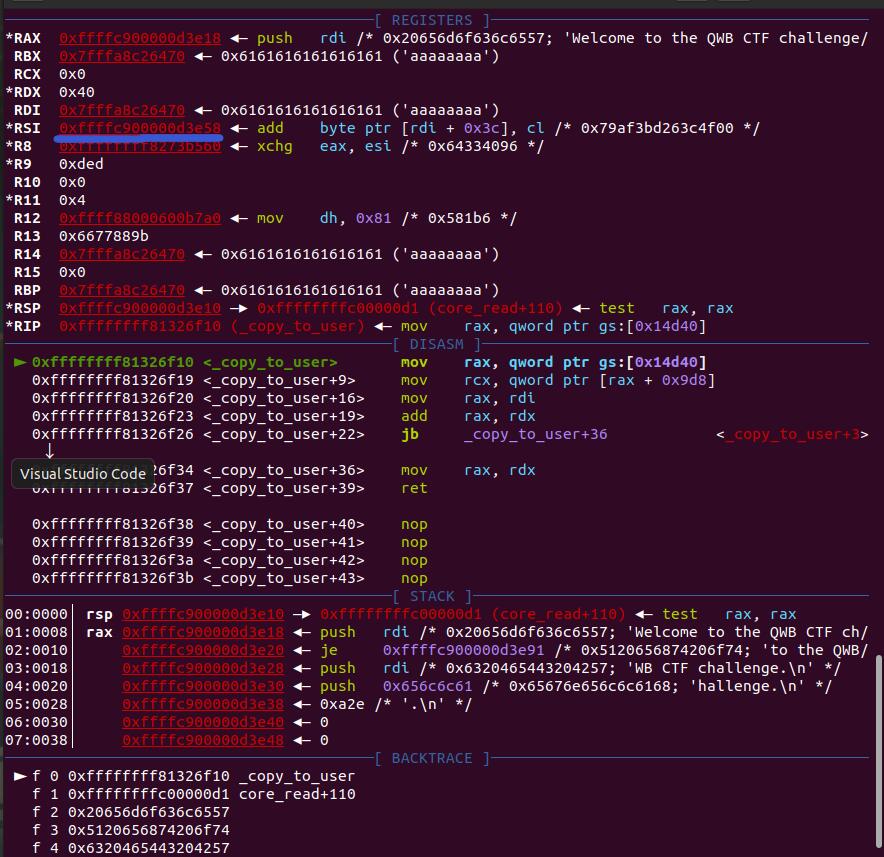 [ REGISTERS ]
*RAX 0xffffc900000d3e18 ◂— push rdi /* 0x20656d6f636c6557; 'Welcome to the QWB CTF challenge/
RBX 0x7fffa8c26470 ◂— 0x6161616161616161 ('aaaaaaaa')
RCX 0x0
*RDX 0x40
RDI 0x7fffa8c26470 ◂— 0x6161616161616161 ('aaaaaaaa')
*RSI 0xffffc900000d3e58 ◂— add byte ptr [rdi + 0x3c], cl /* 0x79af3bd263c4f00 */
*R8 0xffffffff8273b560 ◂— xchg eax, esi /* 0x64334096 */
*R9 0xded
R10 0x0
*R11 0x4
R12 0xffff88000600b7a0 ◂— mov dh, 0x81 /* 0x581b6 */
R13 0x6677889b
R14 0x7fffa8c26470 ◂— 0x6161616161616161 ('aaaaaaaa')
R15 0x0
RBP 0x7fffa8c26470 ◂— 0x6161616161616161 ('aaaaaaaa')
*RSP 0xffffc900000d3e10 —▸ 0xffffffffc00000d1 (core_read+110) ◂— test rax, rax
*RIP 0xffffffff81326f10 (_copy_to_user) ◂— mov rax, qword ptr gs:[0x14d40]
[ DISASM ]
► 0xffffffff81326f10 <_copy_to_user> mov rax, qword ptr gs:[0x14d40]
0xffffffff81326f19 <_copy_to_user+9> mov rcx, qword ptr [rax + 0x9d8]
0xffffffff81326f20 <_copy_to_user+16> mov rax, rdi
0xffffffff81326f23 <_copy_to_user+19> add rax, rdx
0xffffffff81326f26 <_copy_to_user+22> jb _copy_to_user+36 <_copy_to_user+3>
↓
0xffffffff81326f34 <_copy_to_user+36> mov rax, rdx
Visual Studio Code
0xffffffff81326f37 <_copy_to_user+39> ret
0xffffffff81326f38 <_copy_to_user+40> nop
0xffffffff81326f39 <_copy_to_user+41> nop
0xffffffff81326f3a <_copy_to_user+42> nop
0xffffffff81326f3b <_copy_to_user+43> nop
[ STACK ]
00:0000│ rsp 0xffffc900000d3e10 —▸ 0xffffffffc00000d1 (core_read+110) ◂— test rax, rax
01:0008│ rax 0xffffc900000d3e18 ◂— push rdi /* 0x20656d6f636c6557; 'Welcome to the QWB CTF ch/
02:0010│ 0xffffc900000d3e20 ◂— je 0xffffc900000d3e91 /* 0x5120656874206f74; 'to the QWB/
03:0018│ 0xffffc900000d3e28 ◂— push rdi /* 0x6320465443204257; 'WB CTF challenge.\n' */
04:0020│ 0xffffc900000d3e30 ◂— push 0x656c6c61 /* 0x65676e656c6c6168; 'hallenge.\n' */
05:0028│ 0xffffc900000d3e38 ◂— 0xa2e /* '.\n' */
06:0030│ 0xffffc900000d3e40 ◂— 0
07:0038│ 0xffffc900000d3e48 ◂— 0
[ BACKTRACE ]
► f 0 0xffffffff81326f10 _copy_to_user
f 1 0xffffffffc00000d1 core_read+110
f 2 0x20656d6f636c6557
f 3 0x5120656874206f74
f 4 0x6320465443204257